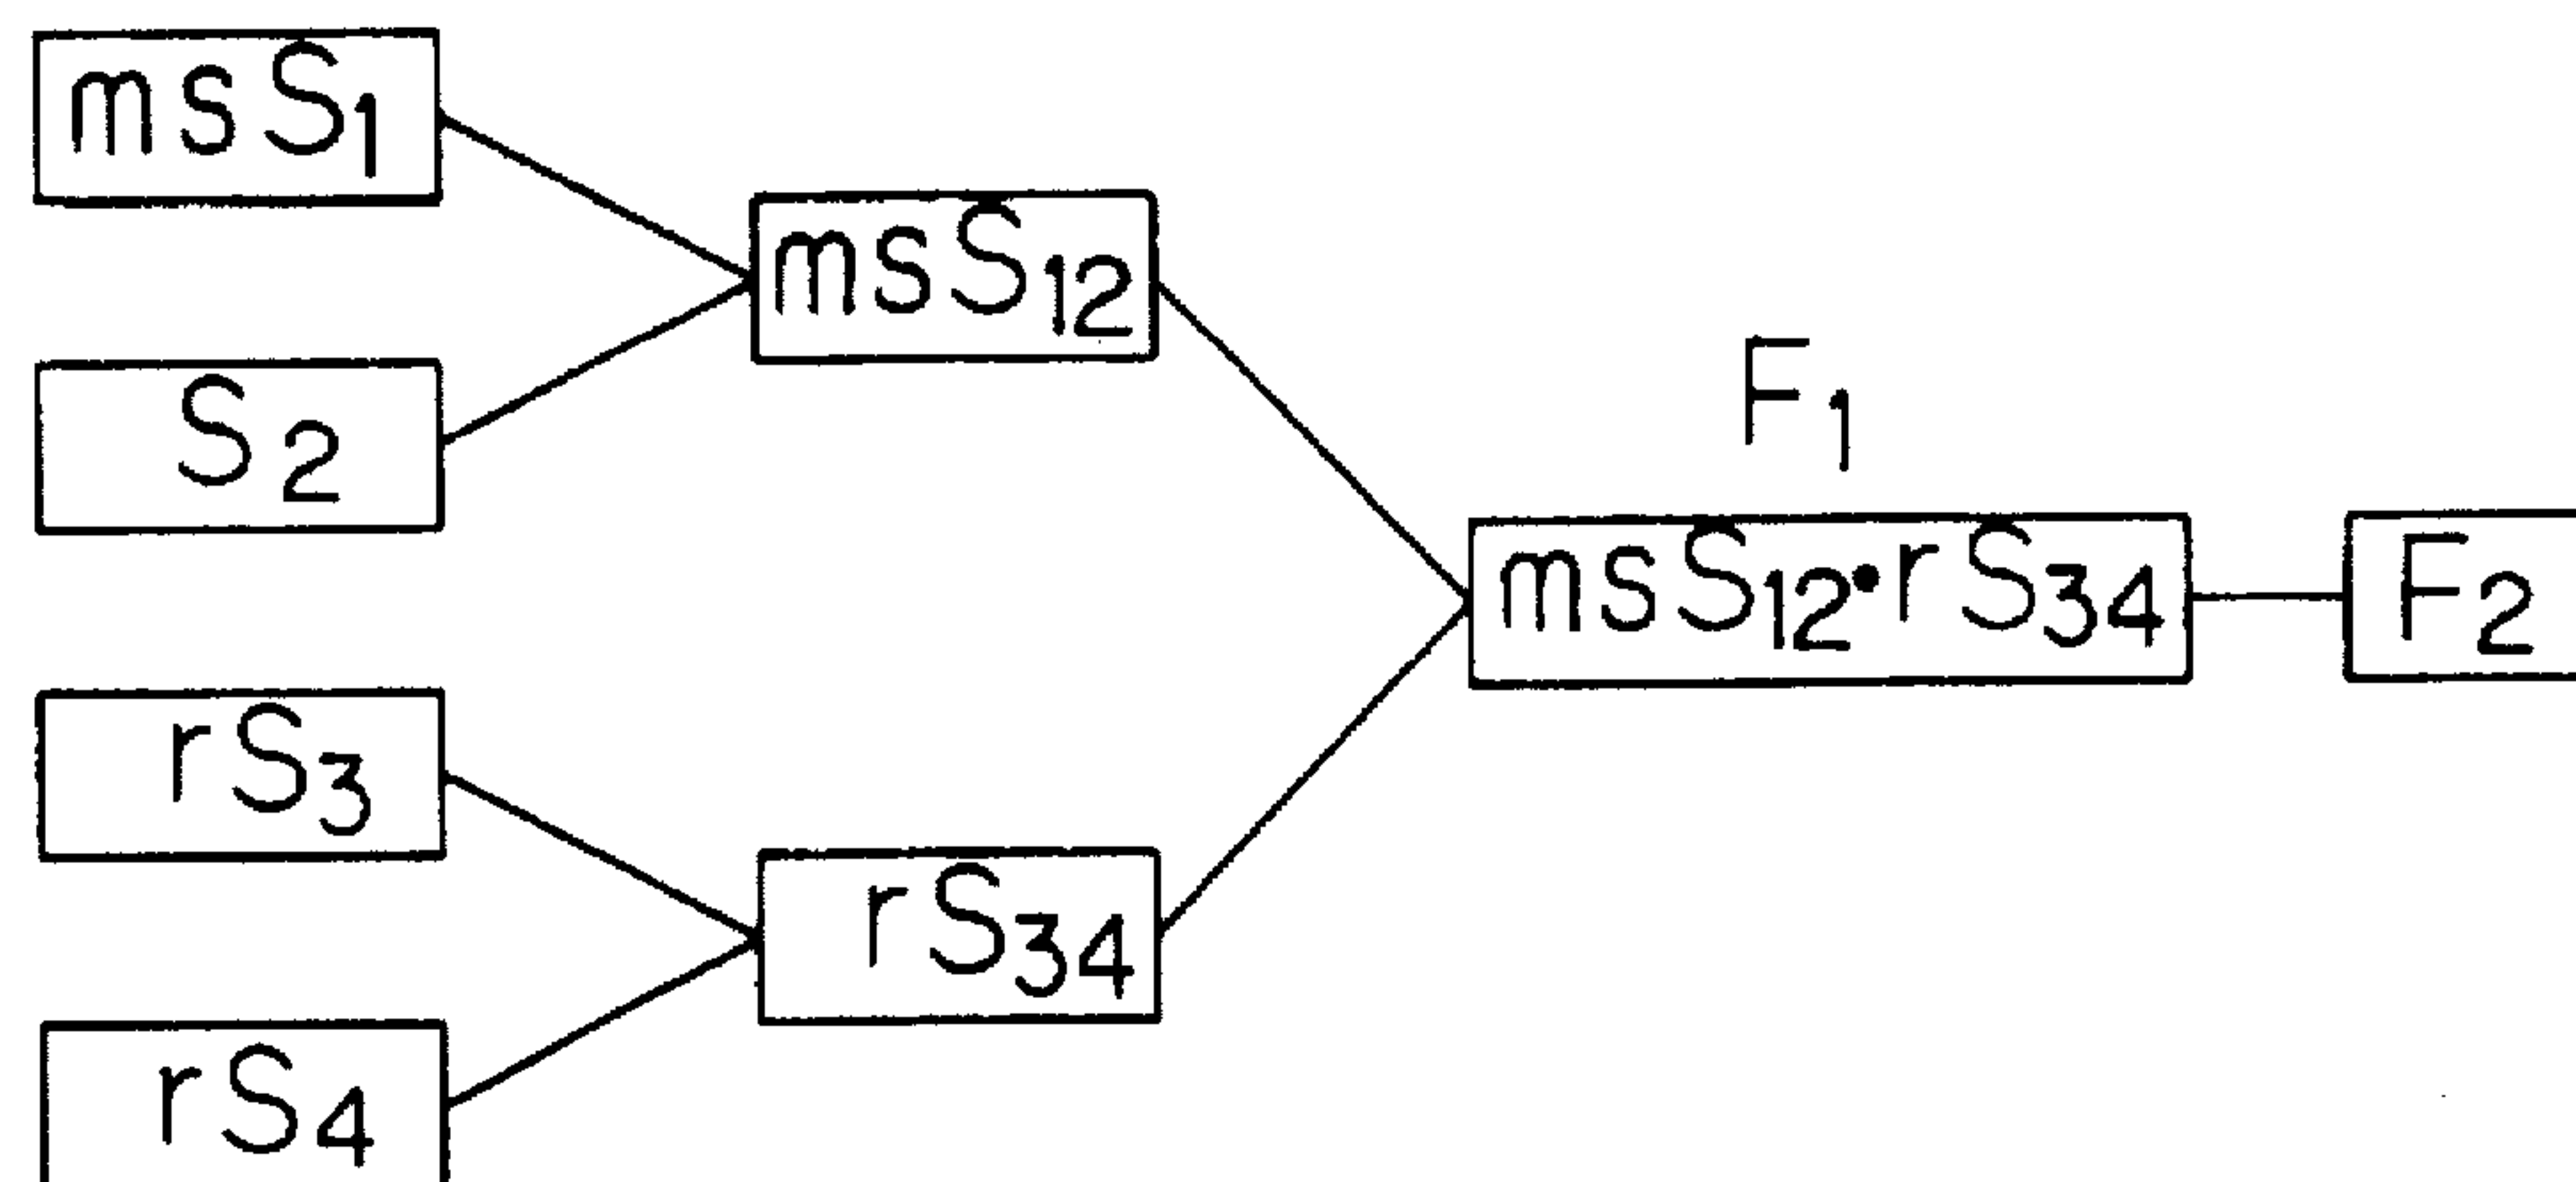 msS₁
S₂
rS₃
rS₄
msS₁₂
rS₃₄
F₁
msS₁₂•rS₃₄
F₂